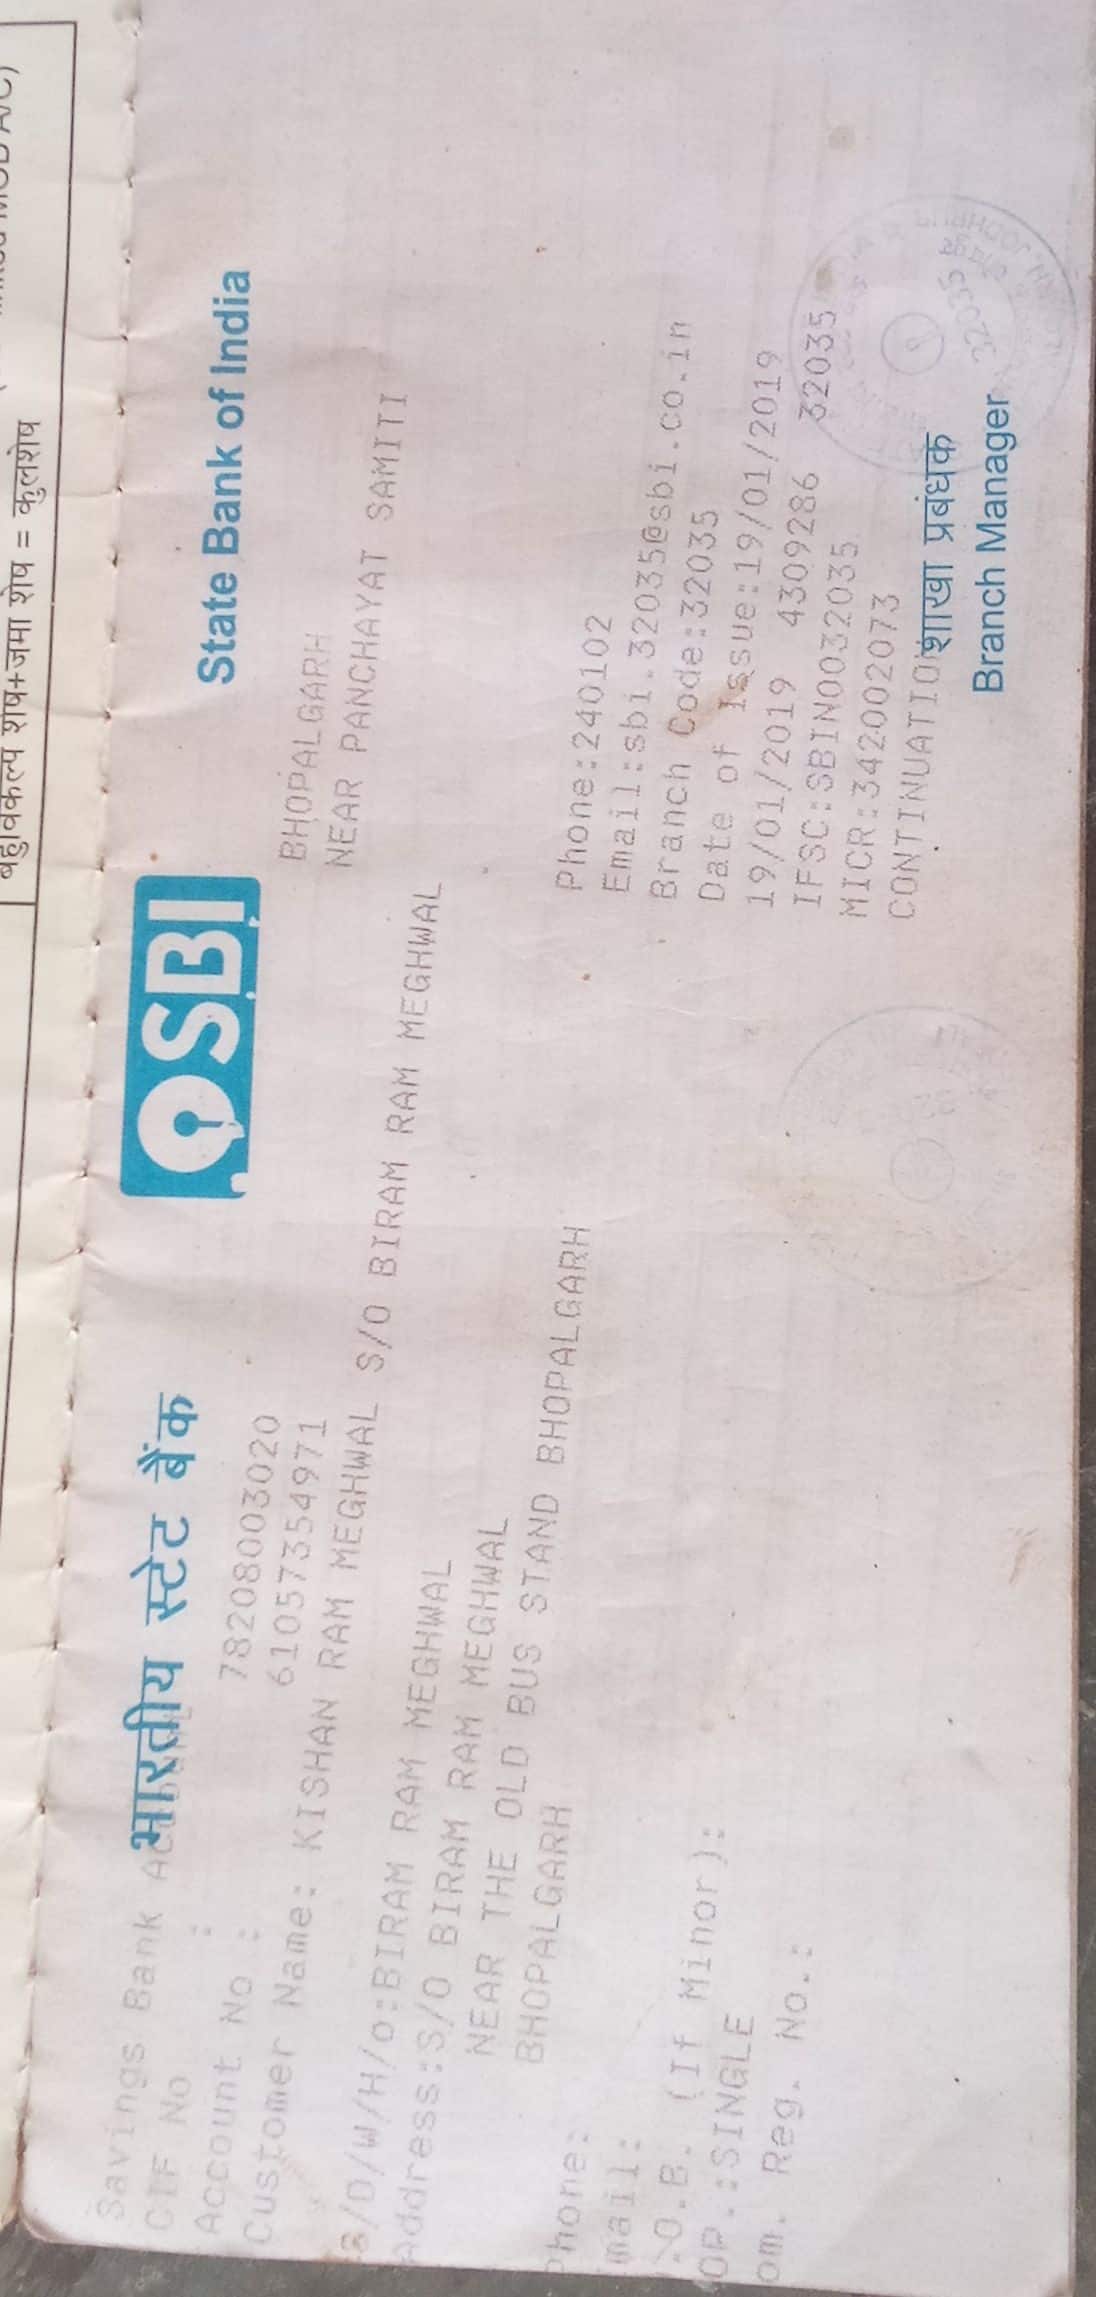 बहुविकल्प शेष+जमा शेष = कुलशेष
भारतीय स्टेट बैंक
SBI
State Bank of India
Savings Bank
CIF No : 78208003020
Account No : 61057354971
Customer Name: KISHAN RAM MEGHWAL S/O BIRAM RAM MEGHWAL
S/D/W/H/o:BIRAM RAM MEGHWAL
Address:S/O BIRAM RAM MEGHWAL
NEAR THE OLD BUS STAND BHOPALGARH
BHOPALGARH
Phone:
mail:
.O.B. (If Minor):
OP.:SINGLE
om. Reg. No.:
BHOPALGARH
NEAR PANCHAYAT SAMITI
Phone:240102
Email:sbi.32035@sbi.co.in
Branch Code:32035
Date of Issue:19/01/2019
19/01/2019 4309286 32035
IFSC:SBIN0032035
MICR:342002073
CONTINUATION
शाखा प्रबंधक
Branch Manager
32035